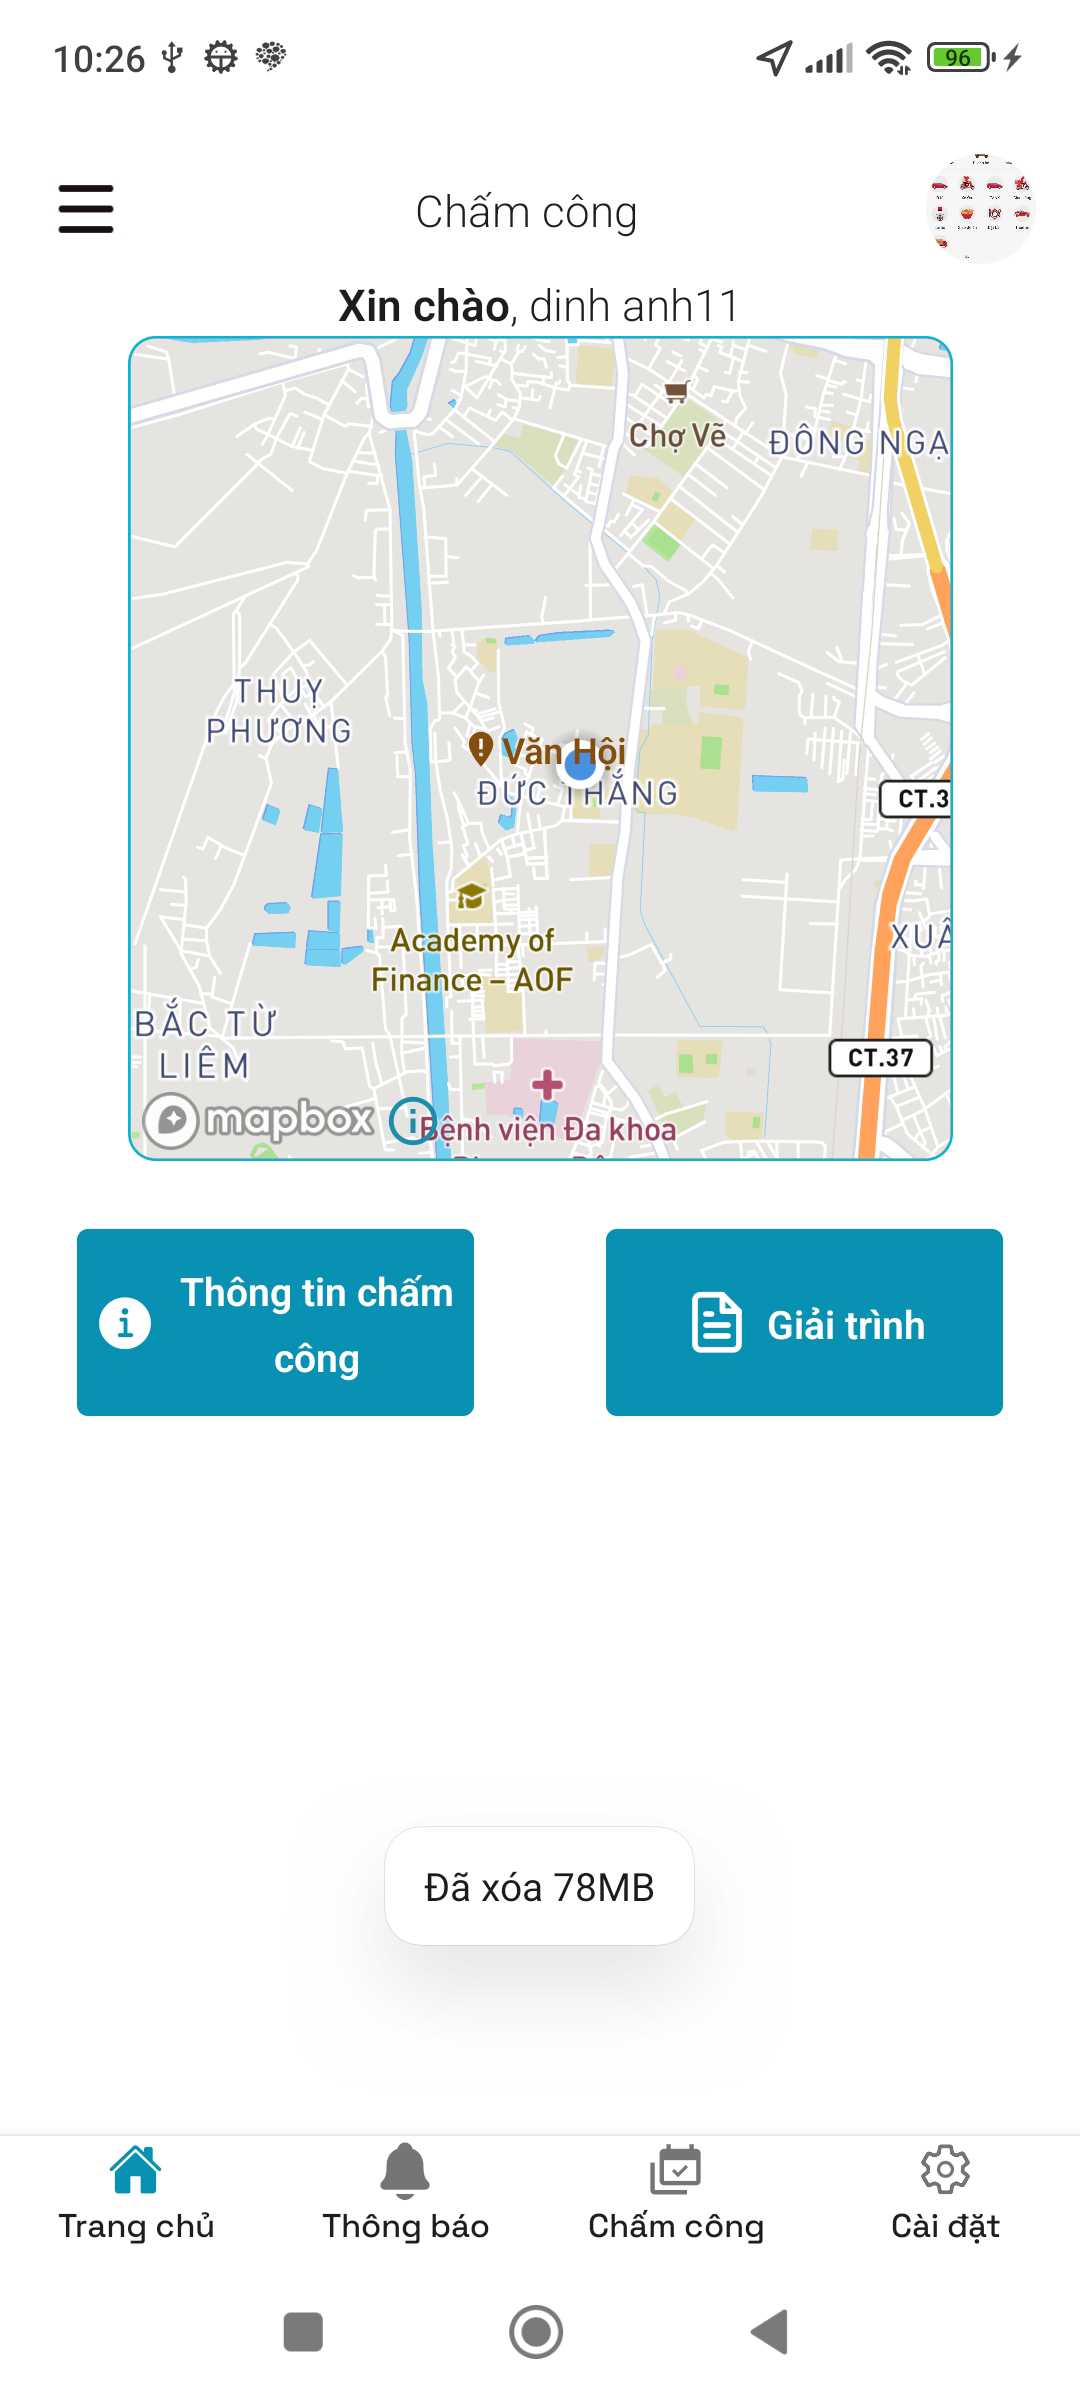 10:26
96
Chấm công
Xin chào, dinh anh11
Chợ Vẽ
ĐÔNG NGẠ
THUỴ
PHƯƠNG
Văn Hội
ĐỨC THẮNG
CT.3
Academy of
Finance – AOF
XUÂ
BẮC TỪ
LIÊM
CT.37
mapbox
Bệnh viện Đa khoa
Thông tin chấm
công
Giải trình
Đã xóa 78MB
Trang chủ
Thông báo
Chấm công
Cài đặt